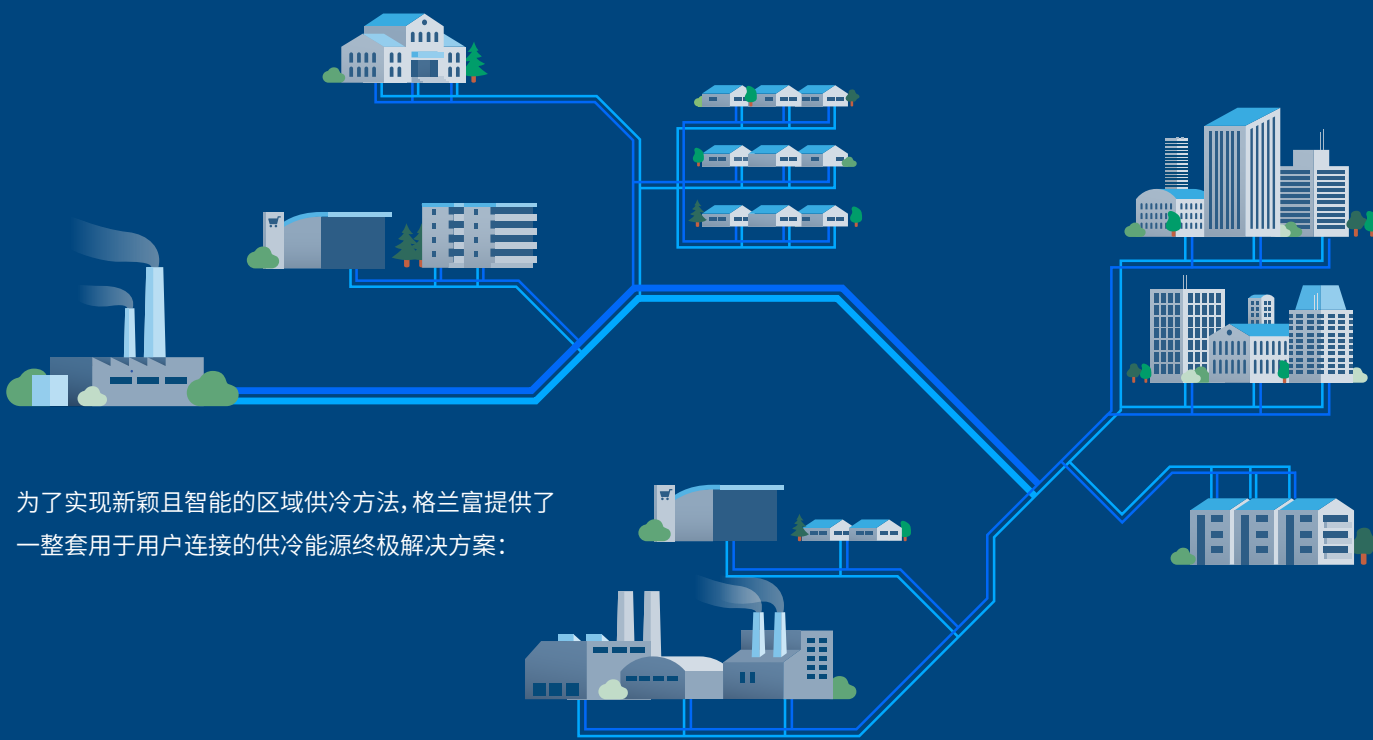 为了实现新颖且智能的区域供冷方法，格兰富提供了
一整套用于用户连接的供冷能源终极解决方案：